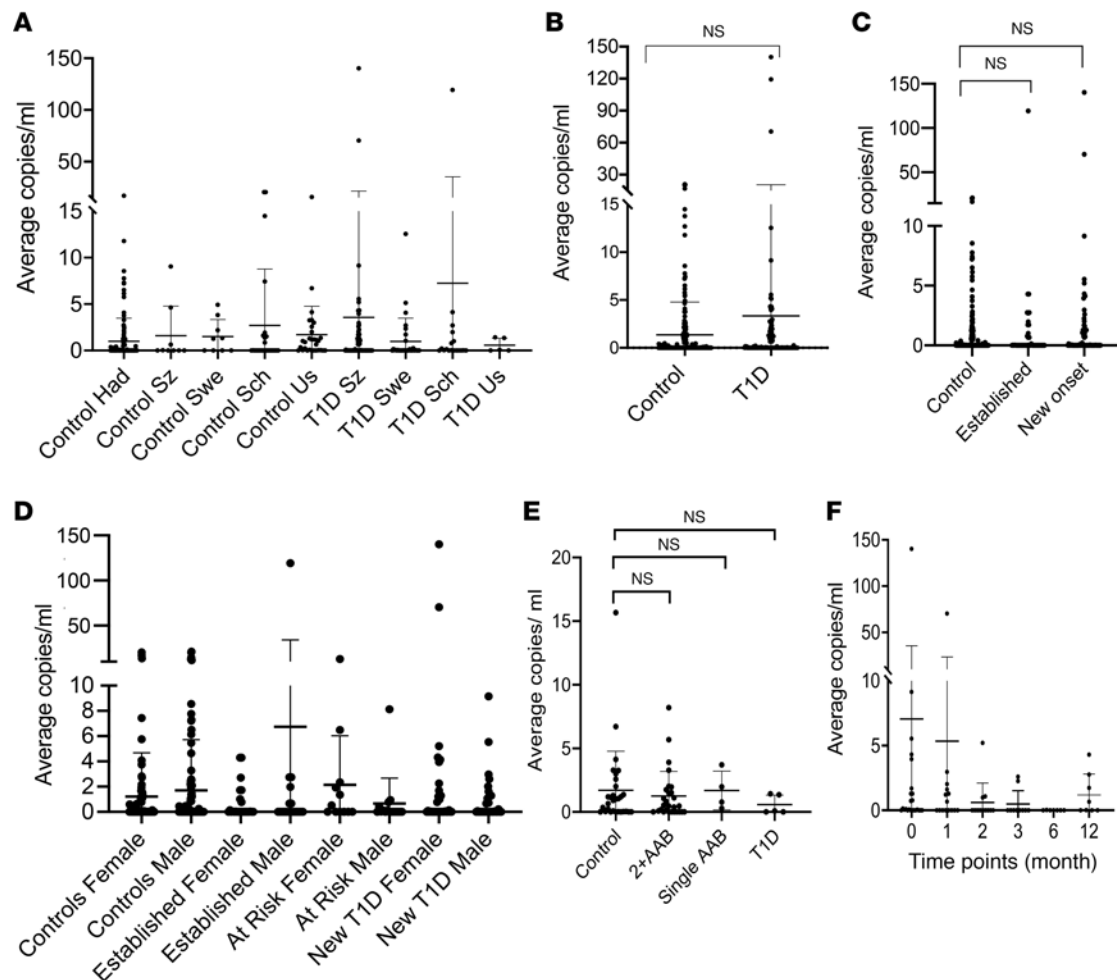 A
Average copies/ml
150
100
50
15
10
5
0
Control Had
Control Sz
Control Swe
Control Sch
Control Us
T1D Sz
T1D Swe
T1D Sch
T1D Us
B
NS
Average copies/ml
150
120
90
60
30
15
10
5
0
Control
T1D
C
NS
NS
Average copies/ml
150
100
50
10
5
0
Control
Established
New onset
D
Average copies/ml
150
100
50
10
8
6
4
2
0
Controls Female
Controls Male
Established Female
Established Male
At Risk Female
At Risk Male
New T1D Female
New T1D Male
E
NS
NS
NS
Average copies/ ml
20
15
10
5
0
Control
2+AAB
Single AAB
T1D
F
Average copies/ml
150
100
50
10
5
0
0 1 2 3 6 12
Time points (month)